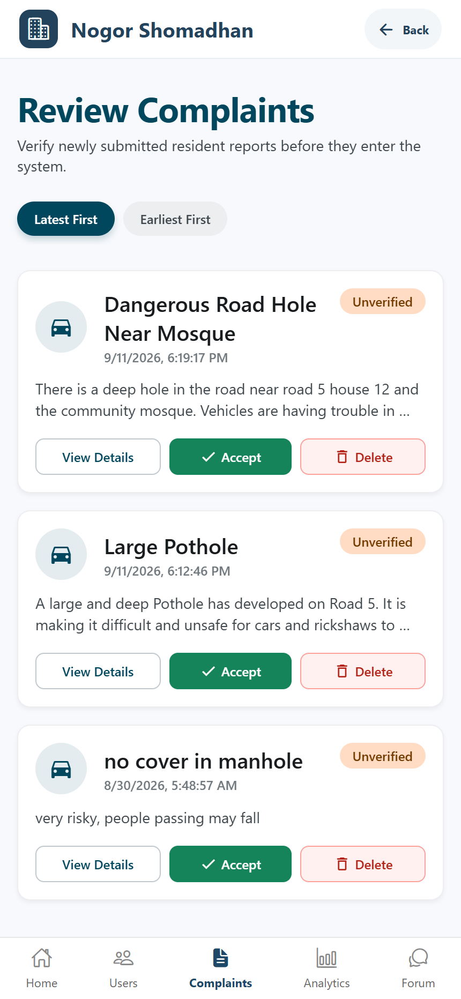 Nogor Shomadhan
Back
Review Complaints
Verify newly submitted resident reports before they enter the
system.
Latest First
Earliest First
Dangerous Road Hole
Near Mosque
Unverified
9/11/2026, 6:19:17 PM
There is a deep hole in the road near road 5 house 12 and
the community mosque. Vehicles are having trouble in ...
View Details
Accept
Delete
Large Pothole
Unverified
9/11/2026, 6:12:46 PM
A large and deep Pothole has developed on Road 5. It is
making it difficult and unsafe for cars and rickshaws to ...
View Details
Accept
Delete
no cover in manhole
Unverified
8/30/2026, 5:48:57 AM
very risky, people passing may fall
View Details
Accept
Delete
Home
Users
Complaints
Analytics
Forum